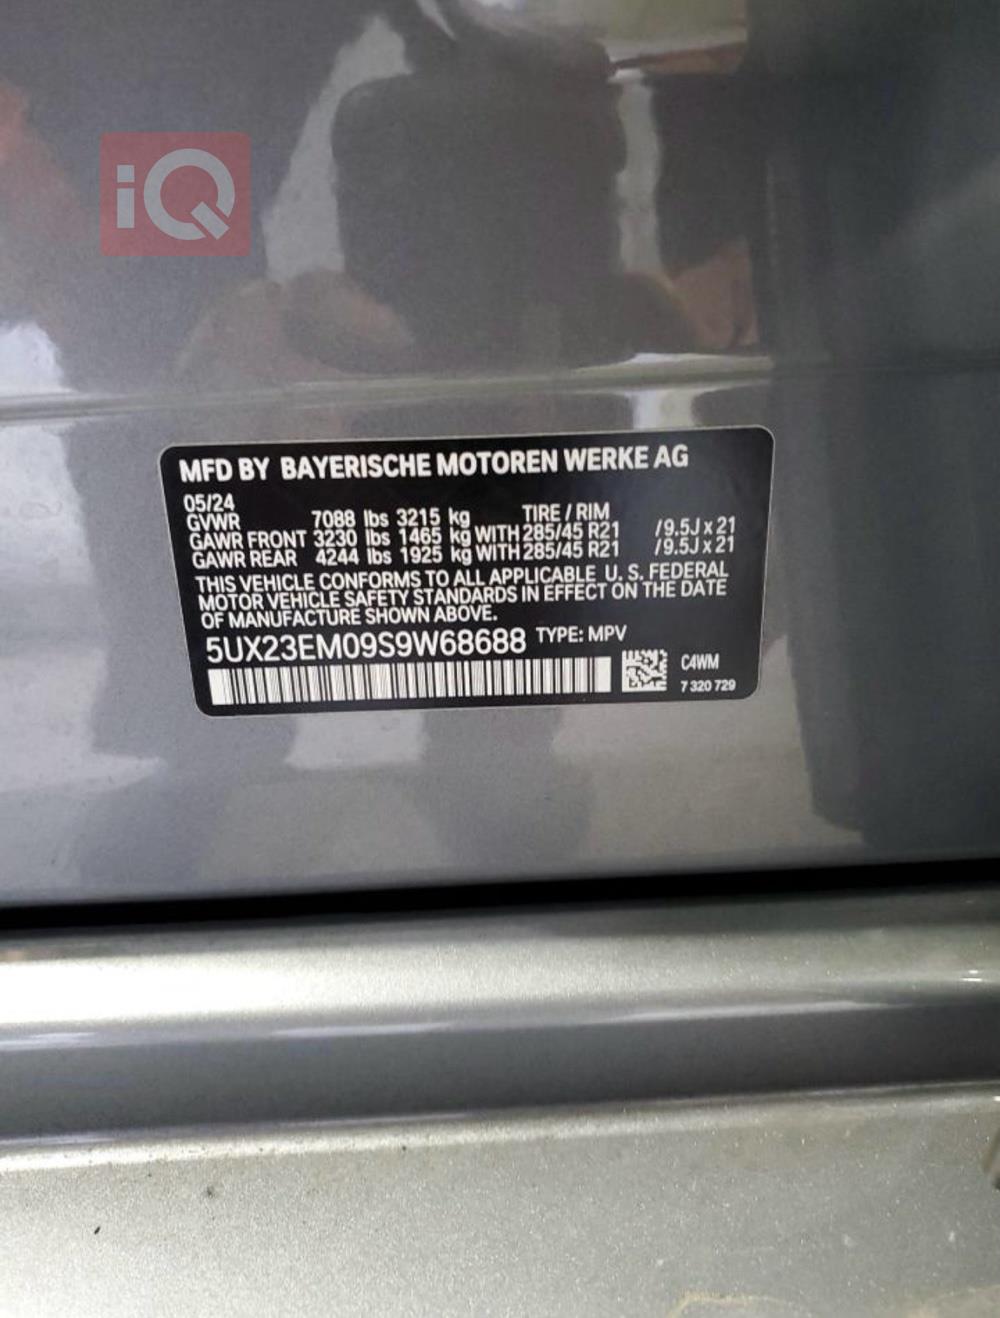 iQ
MFD BY BAYERISCHE MOTOREN WERKE AG
05/24
GVWR 7088 lbs 3215 kg TIRE / RIM
GAWR FRONT 3230 lbs 1465 kg WITH 285/45 R21 /9.5J x 21
GAWR REAR 4244 lbs 1925 kg WITH 285/45 R21 /9.5J x 21
THIS VEHICLE CONFORMS TO ALL APPLICABLE U. S. FEDERAL
MOTOR VEHICLE SAFETY STANDARDS IN EFFECT ON THE DATE
OF MANUFACTURE SHOWN ABOVE.
5UX23EM09S9W68688 TYPE: MPV
C4WM
7 320 729